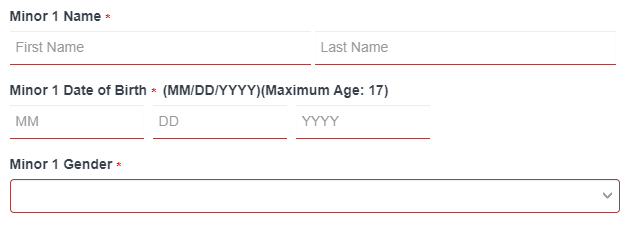 Minor 1 Name *
First Name Last Name
Minor 1 Date of Birth * (MM/DD/YYYY)(Maximum Age: 17)
MM DD YYYY
Minor 1 Gender *